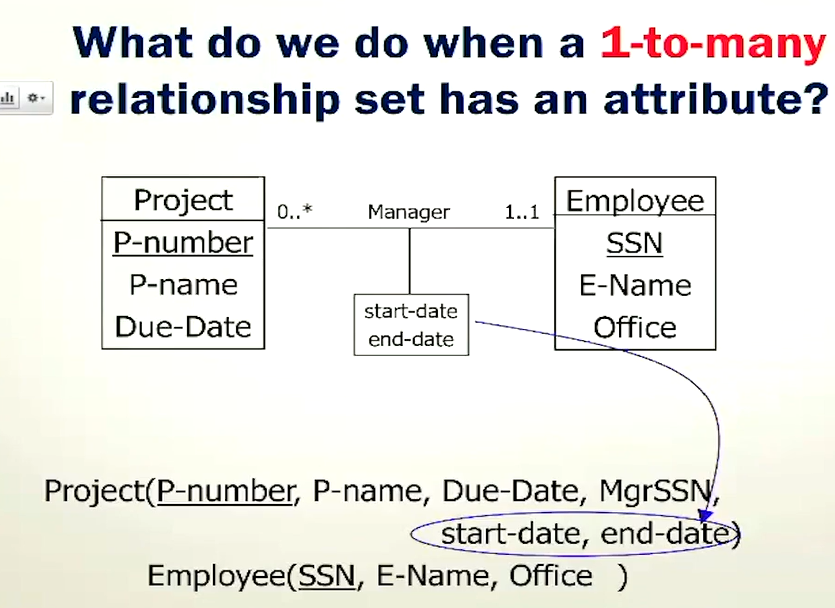 What do we do when a 1-to-many
relationship set has an attribute?
Project
0..*
Manager
1..1
Employee
P-number
SSN
P-name
E-Name
Due-Date
Office
start-date
end-date
Project(P-number, P-name, Due-Date, MgrSSN,
start-date, end-date)
Employee(SSN, E-Name, Office )